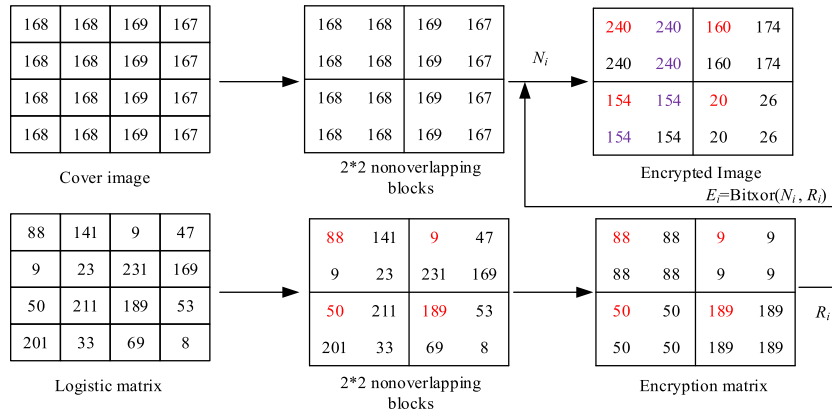 168 168 169 167
168 168 169 167
168 168 169 167
168 168 169 167
Cover image
168 168 169 167
168 168 169 167
168 168 169 167
168 168 169 167
2*2 nonoverlapping
blocks
N_i
240 240 160 174
240 240 160 174
154 154 20 26
154 154 20 26
Encrypted Image
E_i=Bitxor(N_i , R_i)
88 141 9 47
9 23 231 169
50 211 189 53
201 33 69 8
Logistic matrix
88 141 9 47
9 23 231 169
50 211 189 53
201 33 69 8
2*2 nonoverlapping
blocks
88 88 9 9
88 88 9 9
50 50 189 189
50 50 189 189
Encryption matrix
R_i